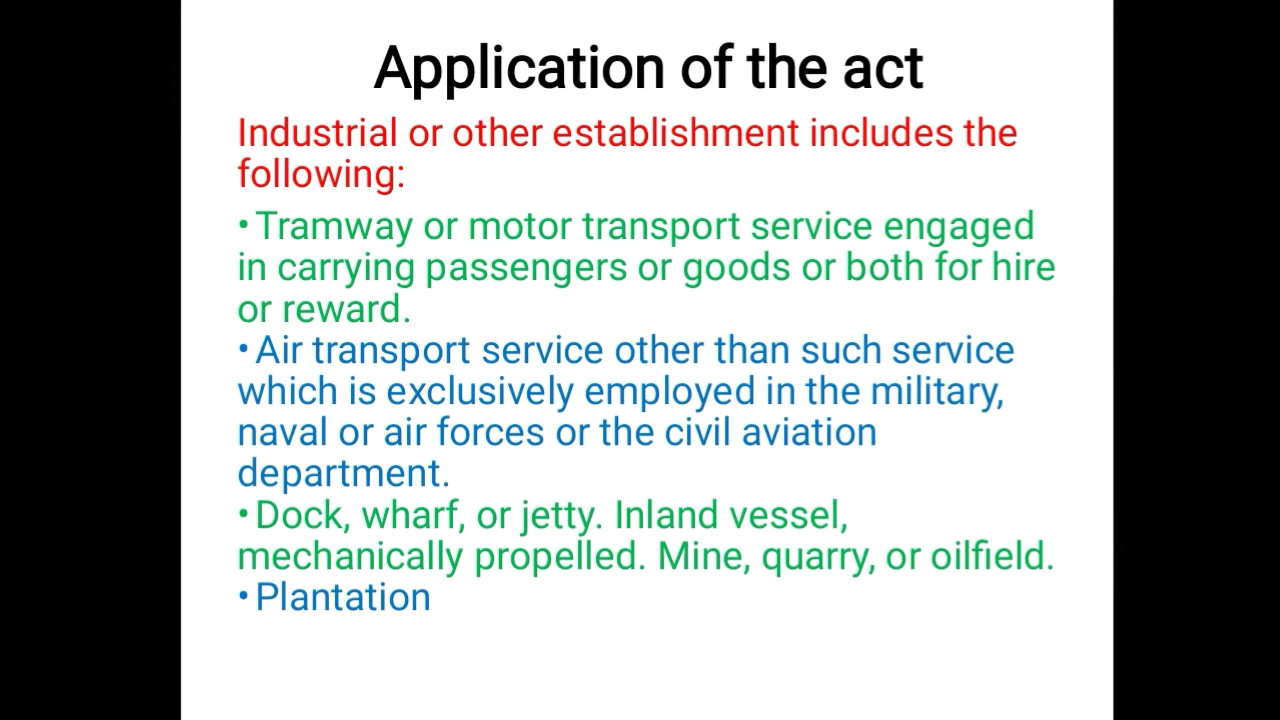 Application of the act
Industrial or other establishment includes the
following:
• Tramway or motor transport service engaged
in carrying passengers or goods or both for hire
or reward.
• Air transport service other than such service
which is exclusively employed in the military,
naval or air forces or the civil aviation
department.
• Dock, wharf, or jetty. Inland vessel,
mechanically propelled. Mine, quarry, or oilfield.
• Plantation